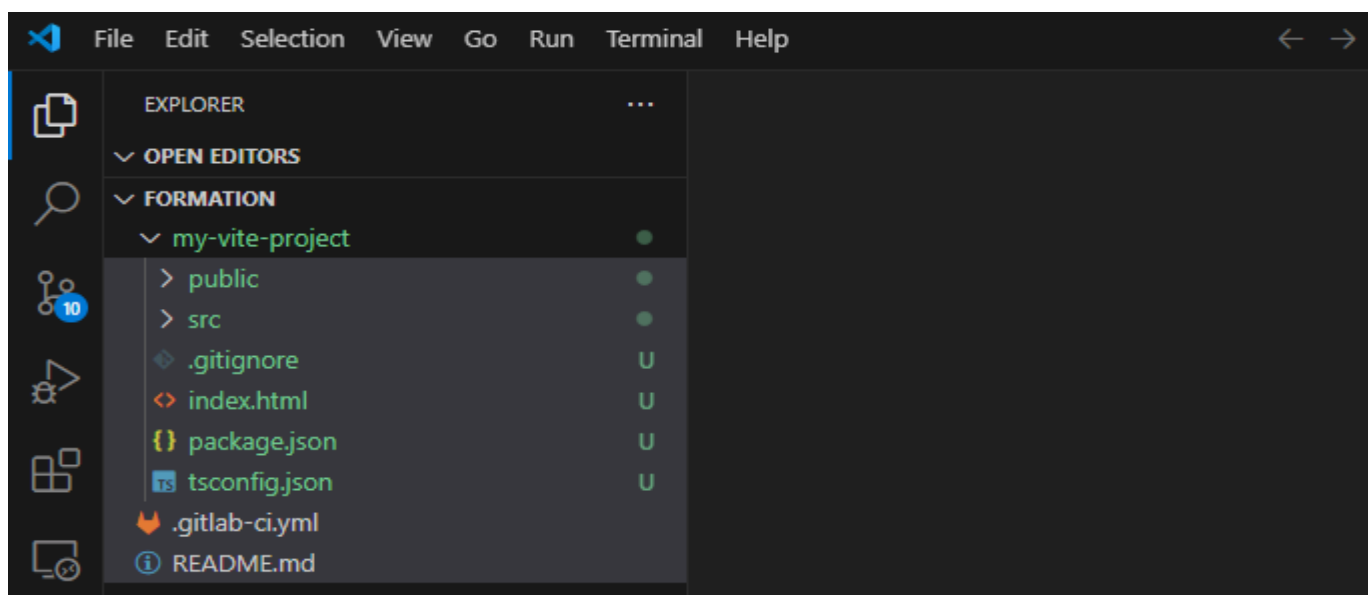 File Edit Selection View Go Run Terminal Help
EXPLORER
OPEN EDITORS
FORMATION
my-vite-project
public
src
10
.gitignore U
index.html U
package.json U
TS tsconfig.json U
.gitlab-ci.yml
README.md